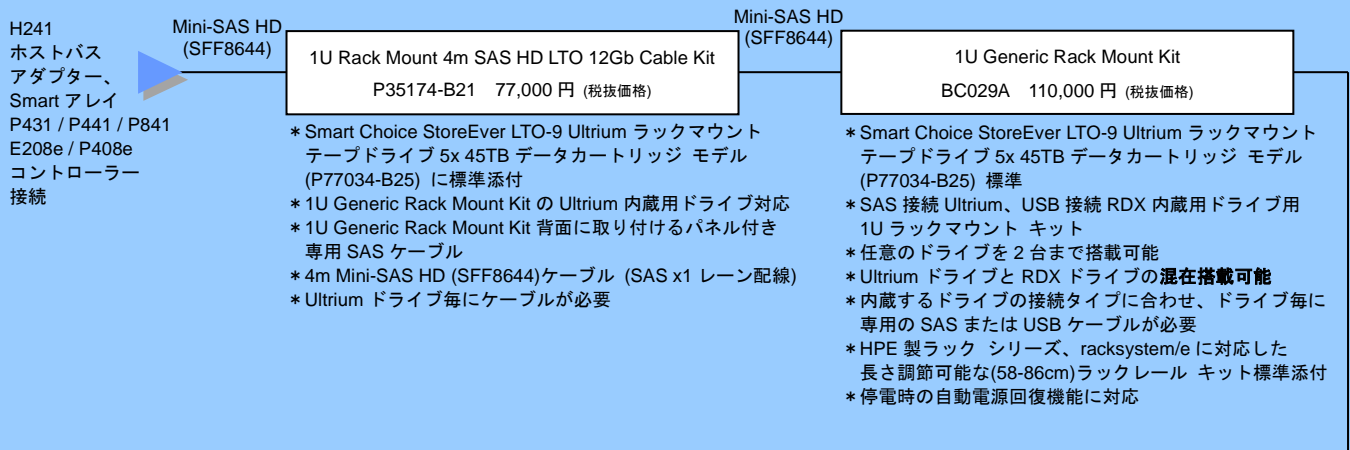 H241
ホストバス
アダプター、
Smart アレイ
P431 / P441 / P841
E208e / P408e
コントローラー
接続
Mini-SAS HD
(SFF8644)
1U Rack Mount 4m SAS HD LTO 12Gb Cable Kit
P35174-B21 77,000 円 (税抜価格)
＊Smart Choice StoreEver LTO-9 Ultrium ラックマウント
テープドライブ 5x 45TB データカートリッジ モデル
(P77034-B25) に標準添付
＊1U Generic Rack Mount Kit の Ultrium 内蔵用ドライブ対応
＊1U Generic Rack Mount Kit 背面に取り付けるパネル付き
専用 SAS ケーブル
＊4m Mini-SAS HD (SFF8644)ケーブル (SAS x1 レーン配線)
＊Ultrium ドライブ毎にケーブルが必要
Mini-SAS HD
(SFF8644)
1U Generic Rack Mount Kit
BC029A 110,000 円 (税抜価格)
＊Smart Choice StoreEver LTO-9 Ultrium ラックマウント
テープドライブ 5x 45TB データカートリッジ モデル
(P77034-B25) 標準
＊SAS 接続 Ultrium、USB 接続 RDX 内蔵用ドライブ用
1U ラックマウント キット
＊任意のドライブを 2 台まで搭載可能
＊Ultrium ドライブと RDX ドライブの混在搭載可能
＊内蔵するドライブの接続タイプに合わせ、ドライブ毎に
専用の SAS または USB ケーブルが必要
＊HPE 製ラック シリーズ、racksystem/e に対応した
長さ調節可能な(58-86cm)ラックレール キット標準添付
＊停電時の自動電源回復機能に対応